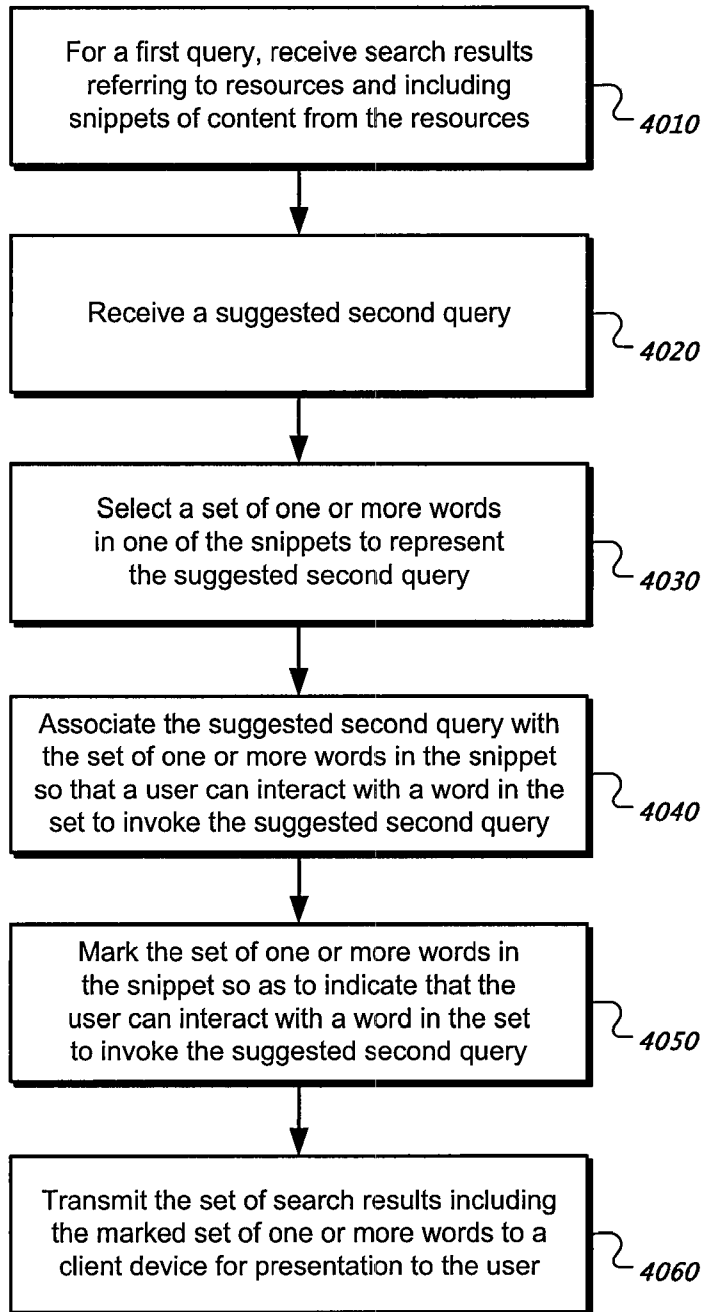 For a first query, receive search results
referring to resources and including
snippets of content from the resources
4010
Receive a suggested second query
4020
Select a set of one or more words
in one of the snippets to represent
the suggested second query
4030
Associate the suggested second query with
the set of one or more words in the snippet
so that a user can interact with a word in the
set to invoke the suggested second query
4040
Mark the set of one or more words in
the snippet so as to indicate that the
user can interact with a word in the set
to invoke the suggested second query
4050
Transmit the set of search results including
the marked set of one or more words to a
client device for presentation to the user
4060